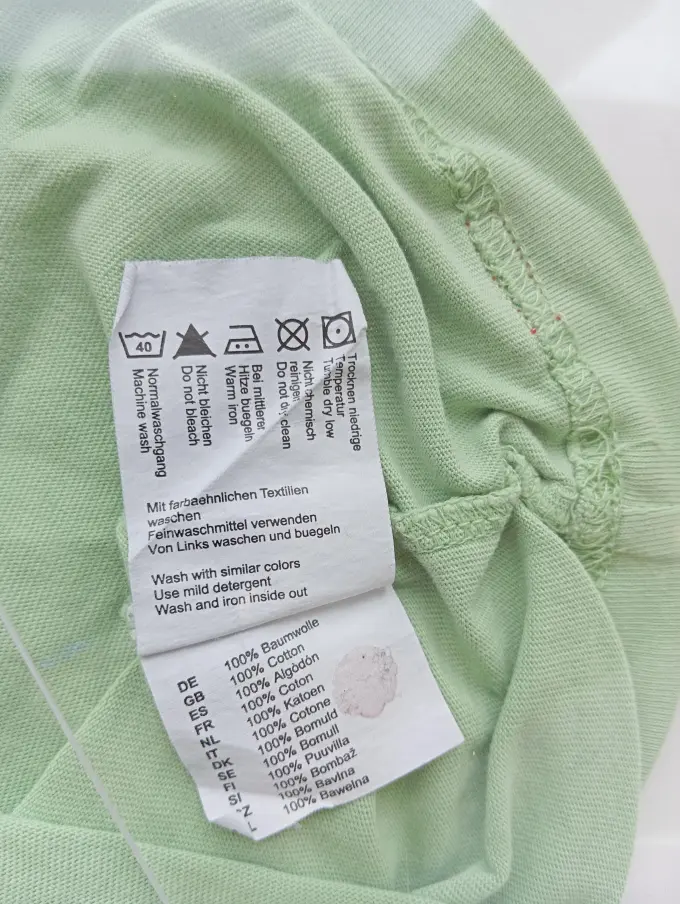 40
Normalwaschgang
Machine wash
Nicht bleichen
Do not bleach
Bei mittlerer
Hitze buegeln
Warm iron
Nicht chemisch
reinigen
Do not dry clean
Trocknen niedrige
Temperatur
Tumble dry low
Mit farbaehnlichen Textilien
waschen
Feinwaschmittel verwenden
Von Links waschen und buegeln
Wash with similar colors
Use mild detergent
Wash and iron inside out
DE 100% Baumwolle
GB 100% Cotton
ES 100% Algòdón
FR 100% Coton
NL 100% Katoen
IT 100% Cotone
DK 100% Bomuld
SE 100% Bomull
FI 100% Puuvilla
SI 100% Bombaž
Z 100% Bavlna
L 100% Bawelna